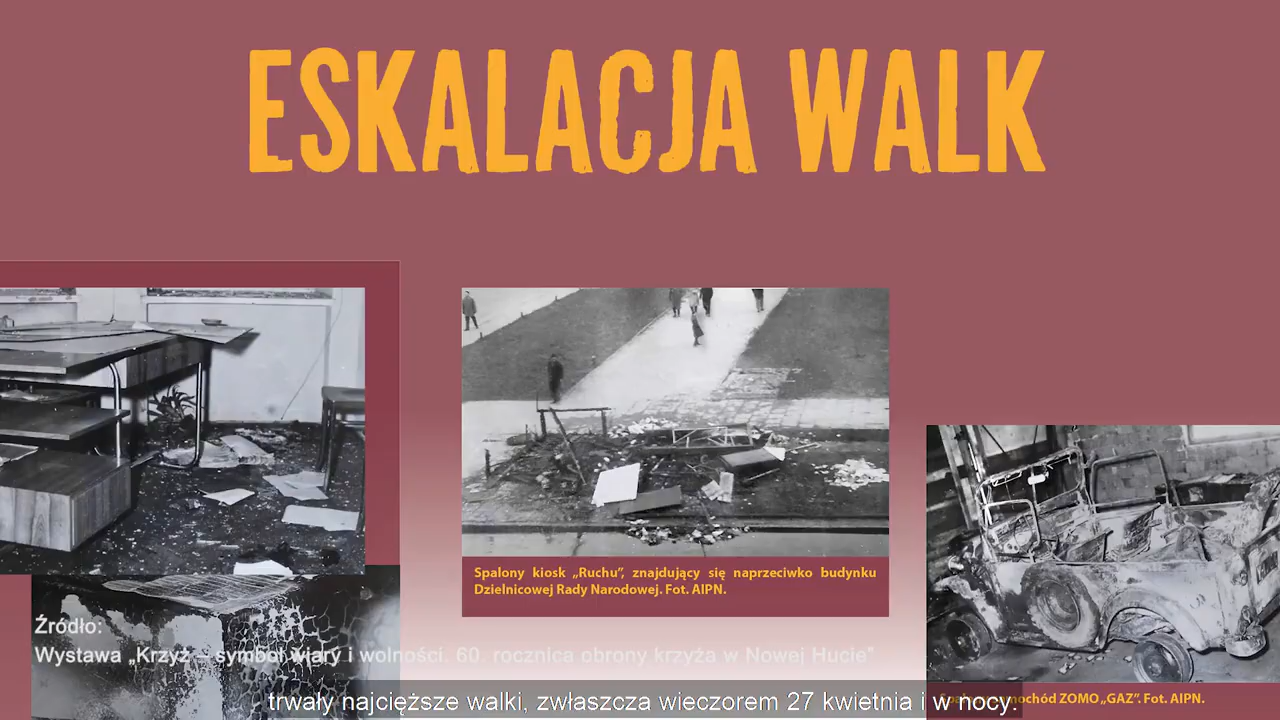 ESKALACJA WALK
Spalony kiosk „Ruchu”, znajdujący się naprzeciwko budynku
Dzielnicowej Rady Narodowej. Fot. AIPN.
Źródło:
Wystawa „Krzyż – symbol wiary i wolności. 60. rocznica obrony krzyża w Nowej Hucie”
samochód ZOMO „GAZ”. Fot. AIPN.
trwały najcięższe walki, zwłaszcza wieczorem 27 kwietnia i w nocy.